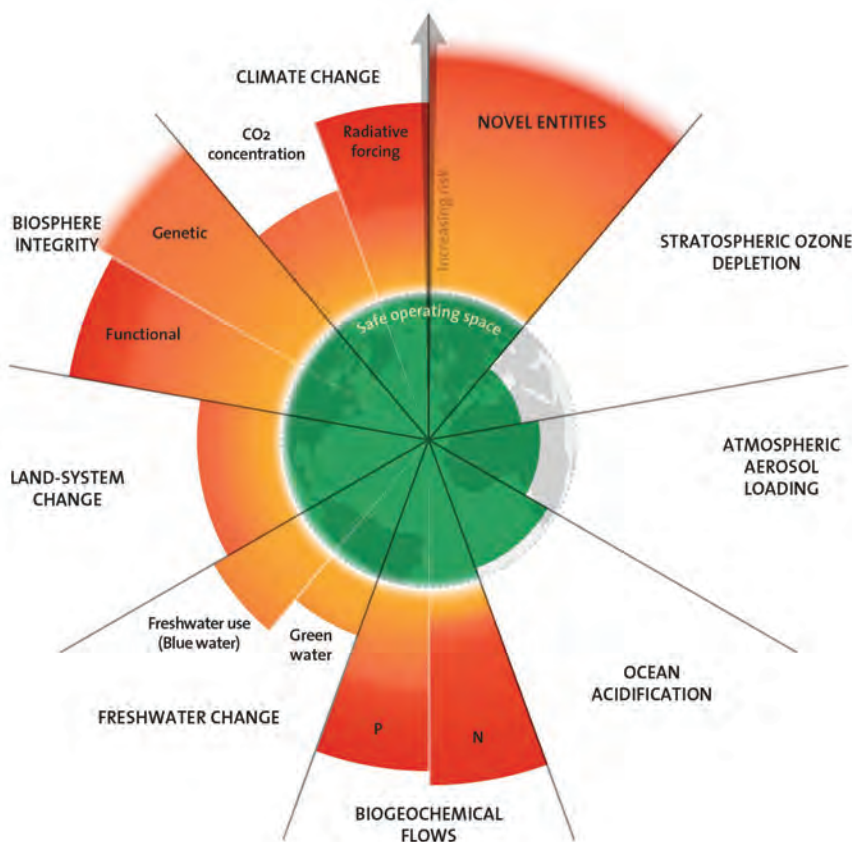 CLIMATE CHANGE
CO2
concentration
Radiative
forcing
NOVEL ENTITIES
Increasing risk
BIOSPHERE
INTEGRITY
Genetic
Functional
STRATOSPHERIC OZONE
DEPLETION
Safe operating space
ATMOSPHERIC
AEROSOL
LOADING
LAND-SYSTEM
CHANGE
Freshwater use
(Blue water)
Green
water
FRESHWATER CHANGE
OCEAN
ACIDIFICATION
P
N
BIOGEOCHEMICAL
FLOWS